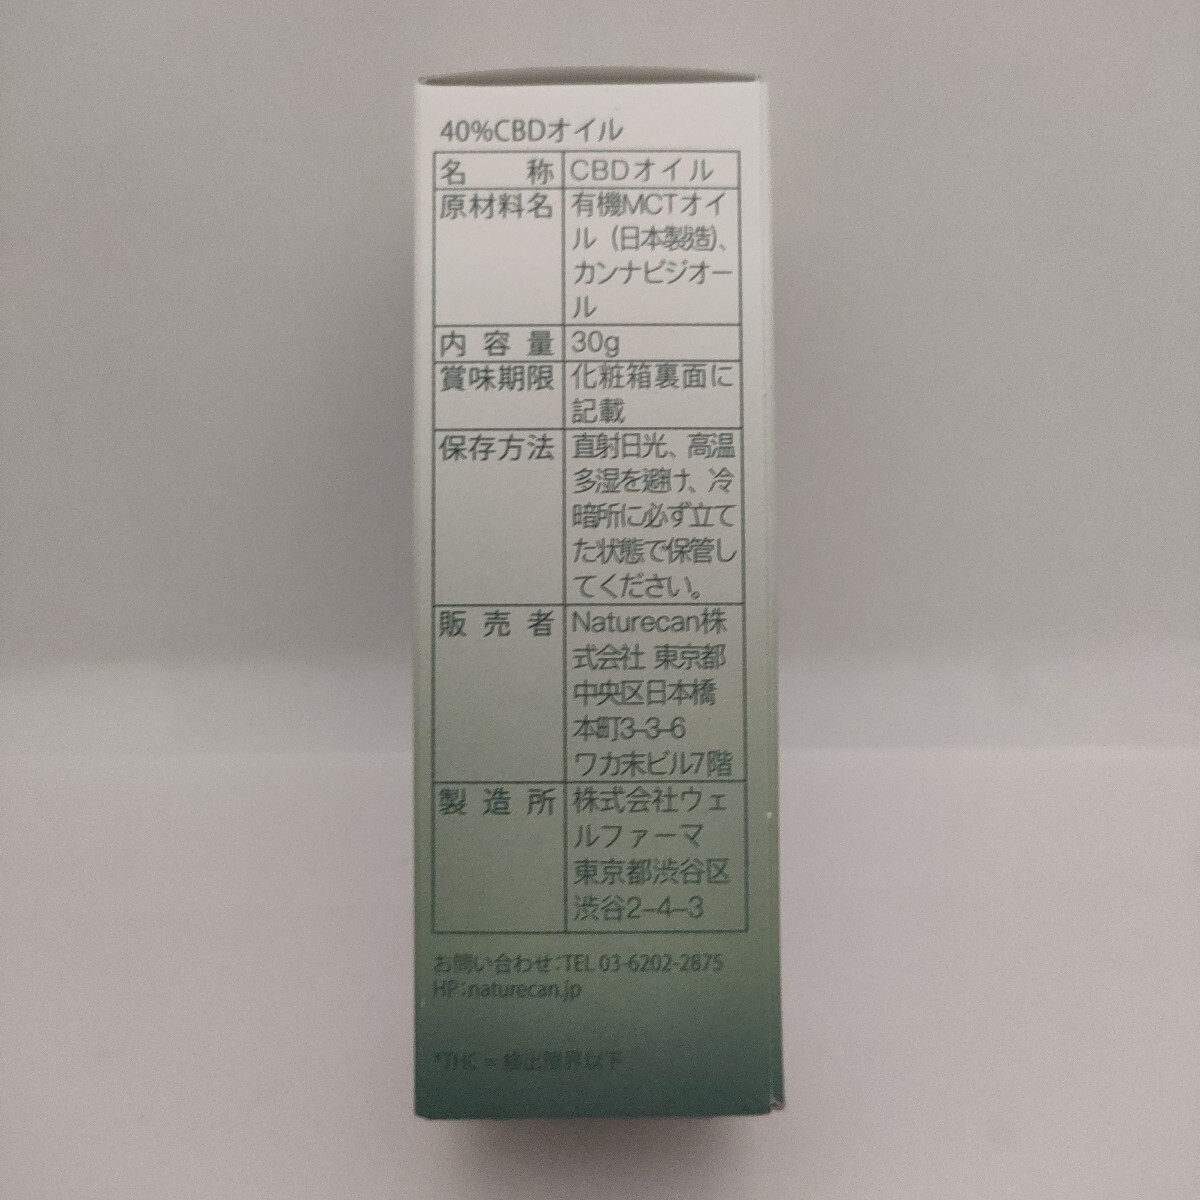 40%CBDオイル
名称 CBDオイル
原材料名 有機MCTオイ
ル（日本製造）、
カンナビジオー
ル
内容量 30g
賞味期限 化粧箱裏面に
記載
保存方法 直射日光、高温
多湿を避け、冷
暗所に必ず立て
た状態で保管し
てください。
販売者 Naturecan株
式会社 東京都
中央区日本橋
本町3-3-6
ワカ末ビル7階
製造所 株式会社ウェ
ルファーマ
東京都渋谷区
渋谷2-4-3
お問い合わせ：TEL 03-6202-2875
HP：naturecan.jp
*THC = 検出限界以下